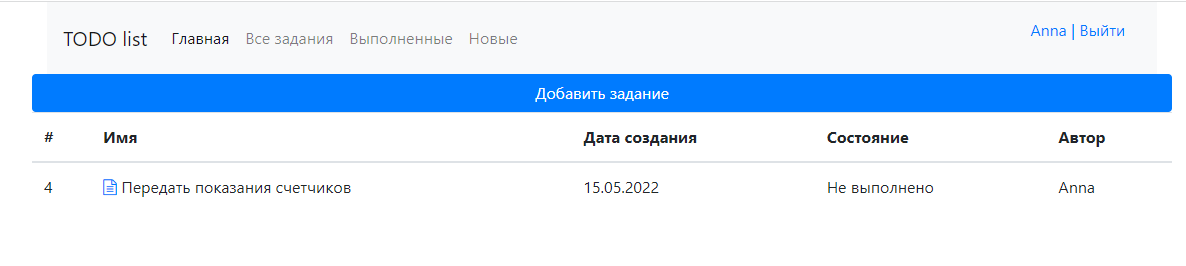 TODO list Главная Все задания Выполненные Новые Anna | Выйти
Добавить задание
# Имя Дата создания Состояние Автор
4 Передать показания счетчиков 15.05.2022 Не выполнено Anna